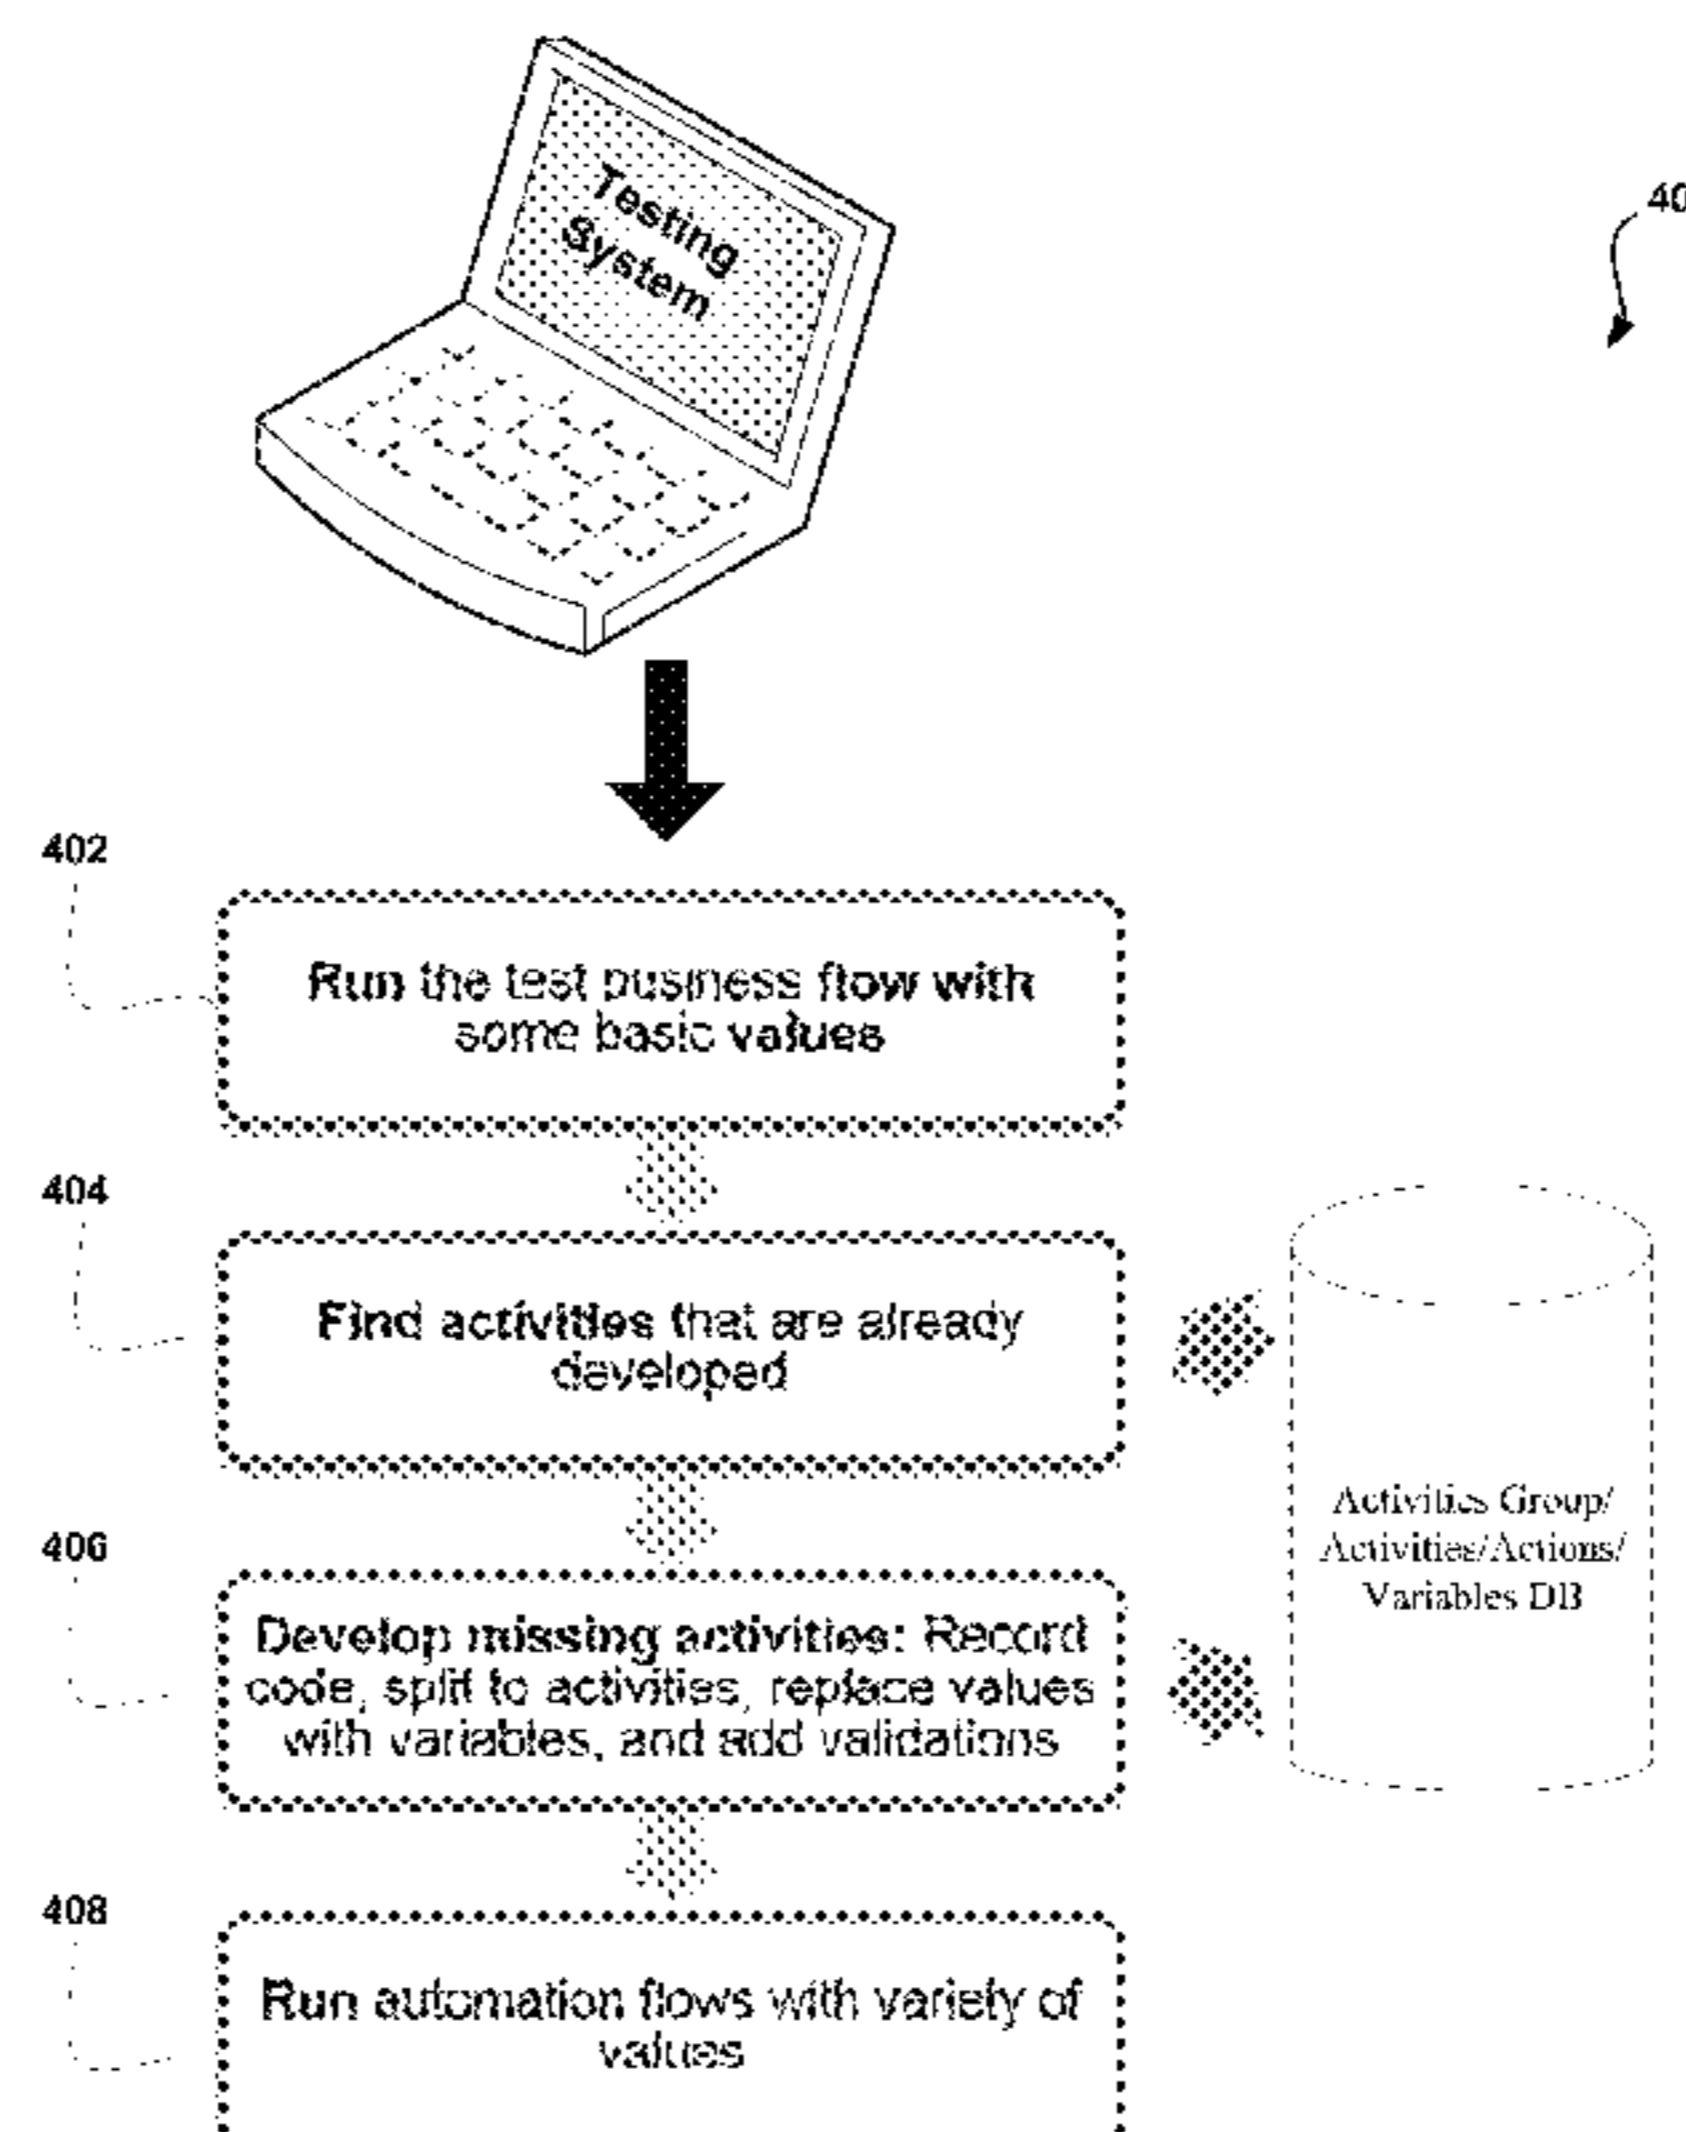 Testing
System
40
402
Run the test business flow with
some basic values
404
Find activities that are already
developed
406
Develop missing activities: Record
code, split to activities, replace values
with variables, and add validations
Activities Group/
Activities/Actions/
Variables DB
408
Run automation flows with variety of
values